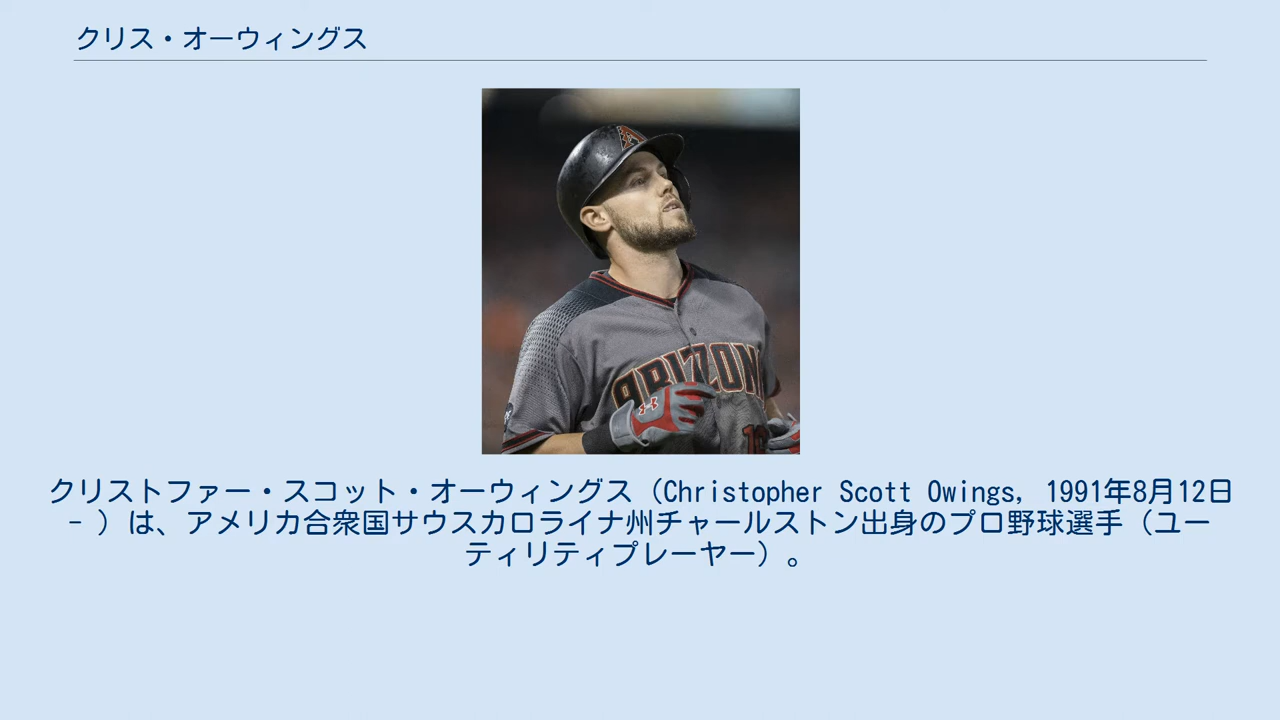 クリス・オーウィングス
ARIZON
クリストファー・スコット・オーウィングス（Christopher Scott Owings, 1991年8月12日
- ）は、アメリカ合衆国サウスカロライナ州チャールストン出身のプロ野球選手（ユー
ティリティプレーヤー）。